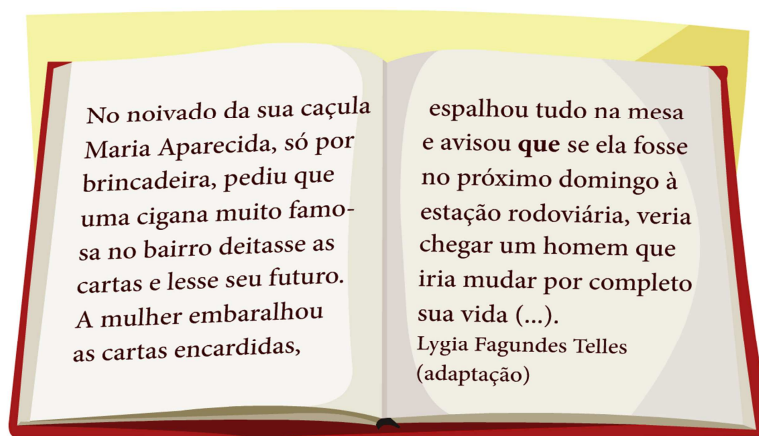 No noivado da sua caçula
Maria Aparecida, só por
brincadeira, pediu que
uma cigana muito famo-
sa no bairro deitasse as
cartas e lesse seu futuro.
A mulher embaralhou
as cartas encardidas,
espalhou tudo na mesa
e avisou que se ela fosse
no próximo domingo à
estação rodoviária, veria
chegar um homem que
iria mudar por completo
sua vida (...).
Lygia Fagundes Telles
(adaptação)